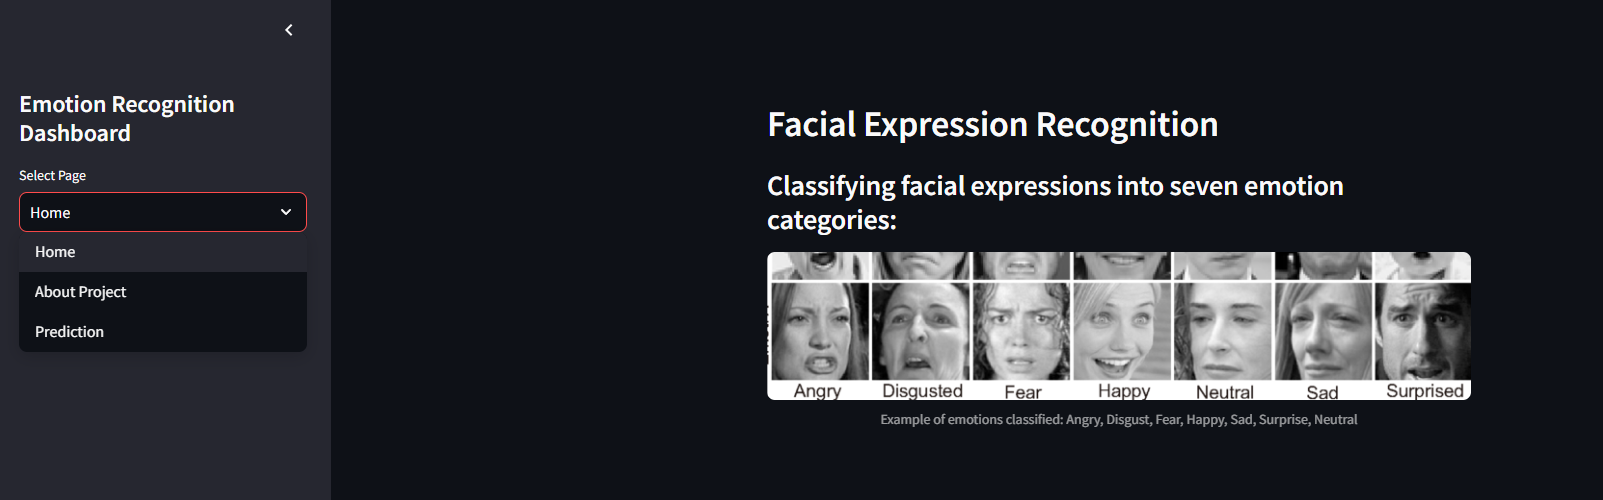 Emotion Recognition
Dashboard
Select Page
Home
Home
About Project
Prediction
Facial Expression Recognition
Classifying facial expressions into seven emotion
categories:
Angry Disgusted Fear Happy Neutral Sad Surprised
Example of emotions classified: Angry, Disgust, Fear, Happy, Sad, Surprise, Neutral